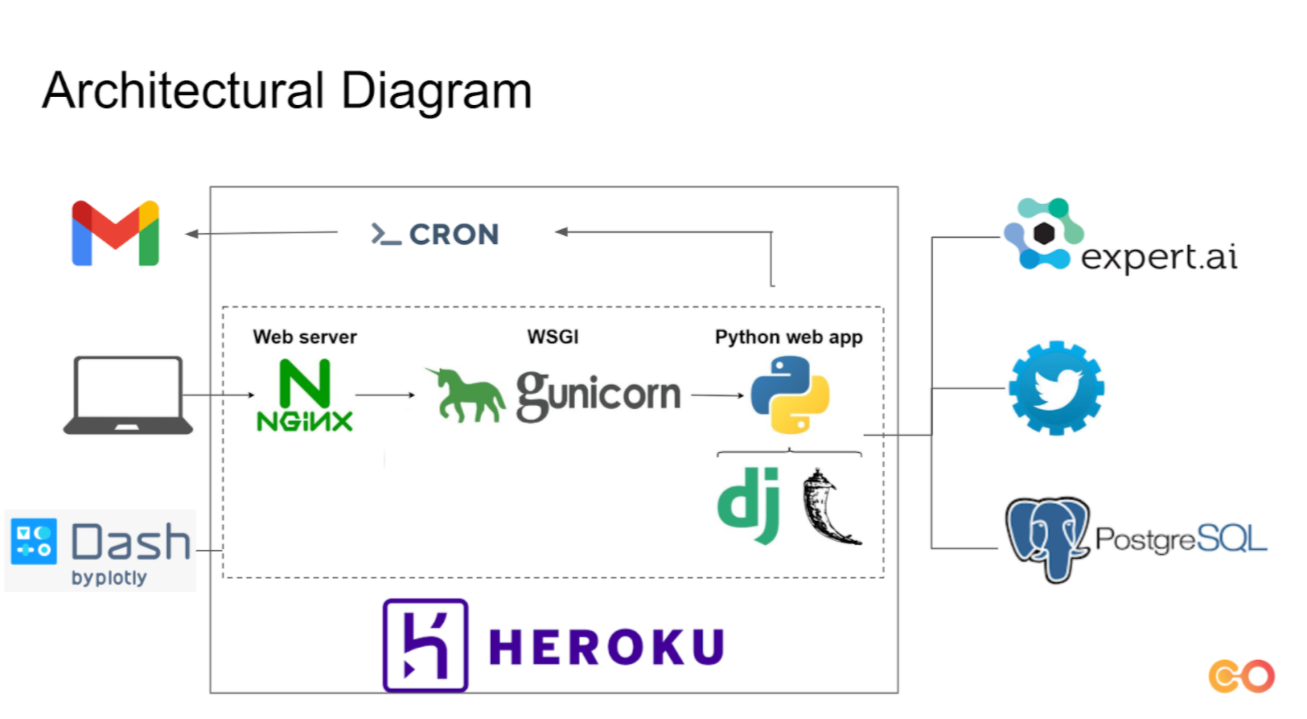 Architectural Diagram
CRON
expert.ai
Web server
WSGI
Python web app
NGiNX
gunicorn
dj
Dash
byplotly
PostgreSQL
HEROKU